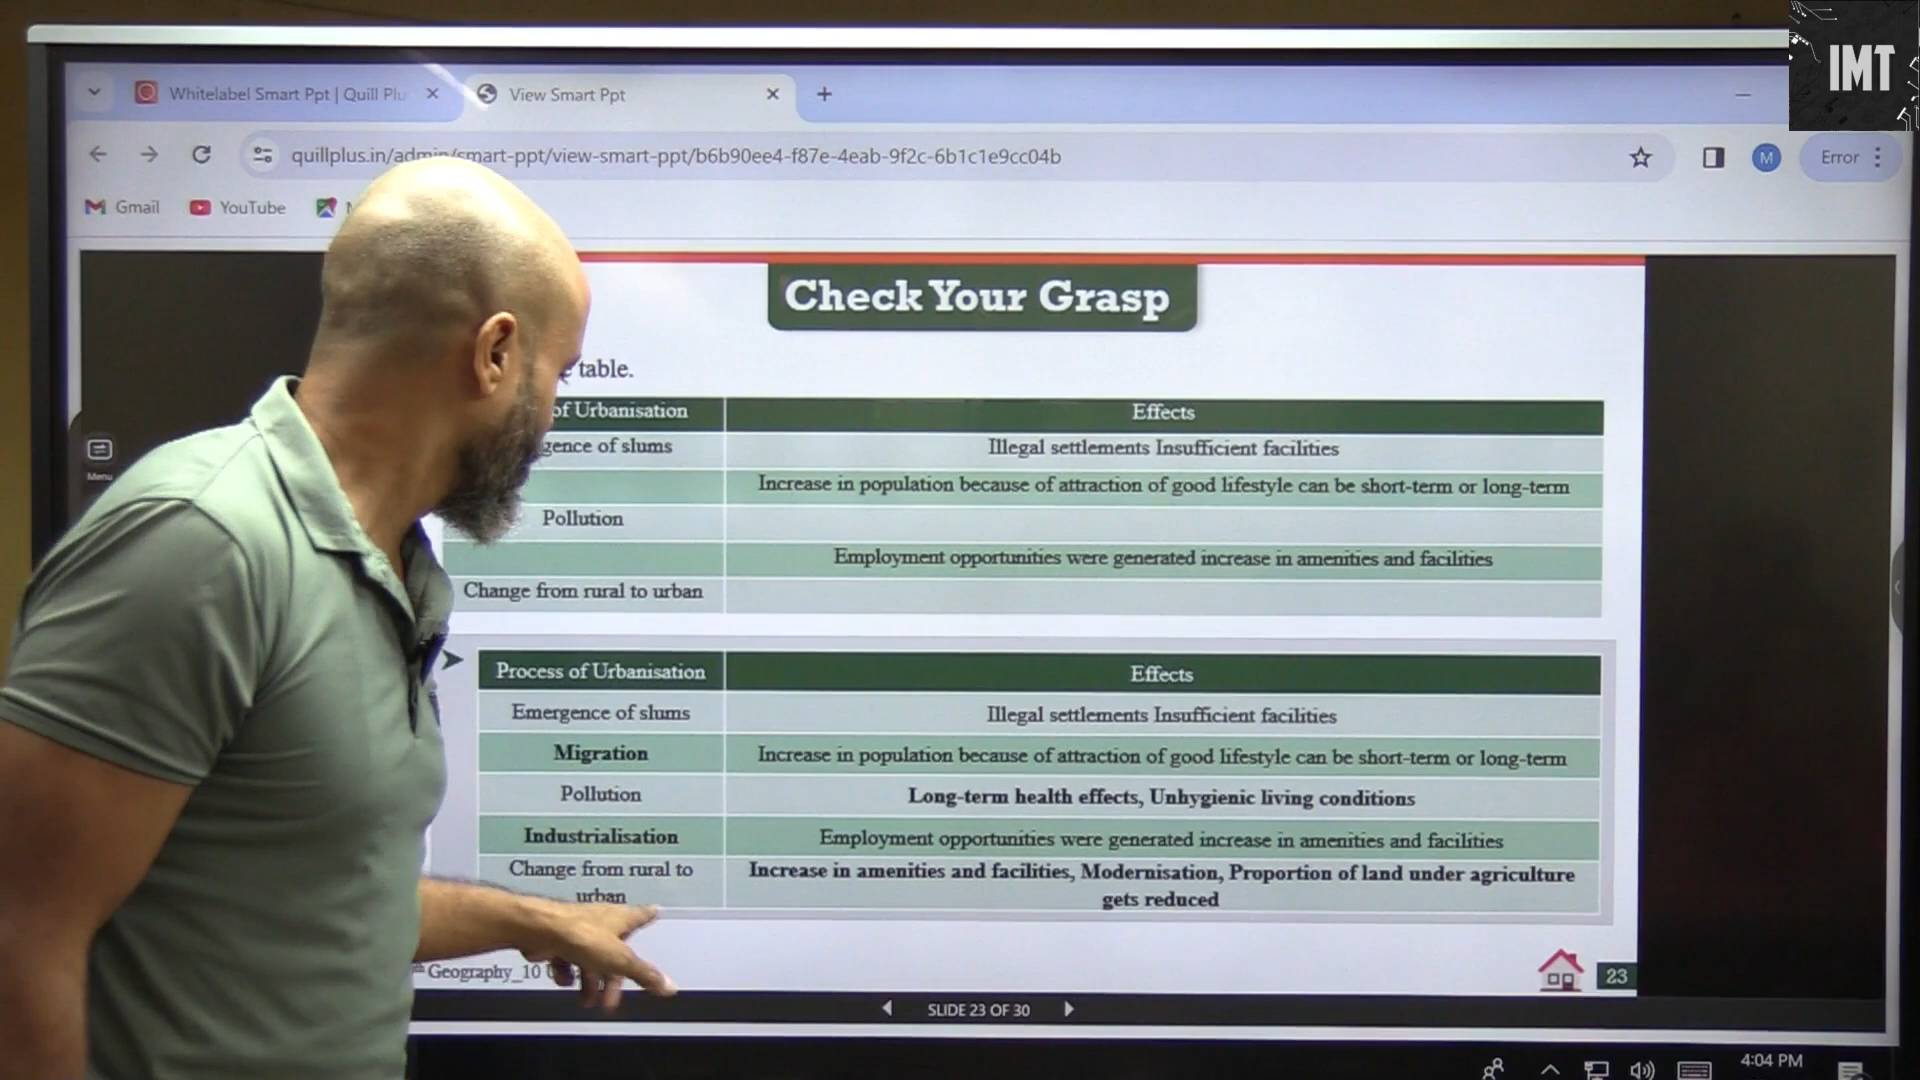 IMT
Whitelabel Smart Ppt | Quill Plu
View Smart Ppt
quillplus.in/admin/smart-ppt/view-smart-ppt/b6b90ee4-f87e-4eab-9f2c-6b1c1e9cc04b
M
Error
Gmail
YouTube
Check Your Grasp
table.
of Urbanisation Effects
gence of slums Illegal settlements Insufficient facilities
Increase in population because of attraction of good lifestyle can be short-term or long-term
Pollution
Employment opportunities were generated increase in amenities and facilities
Change from rural to urban
Menu
Process of Urbanisation Effects
Emergence of slums Illegal settlements Insufficient facilities
Migration Increase in population because of attraction of good lifestyle can be short-term or long-term
Pollution Long-term health effects, Unhygienic living conditions
Industrialisation Employment opportunities were generated increase in amenities and facilities
Change from rural to Increase in amenities and facilities, Modernisation, Proportion of land under agriculture
urban gets reduced
Geography_10
23
SLIDE 23 OF 30
4:04 PM